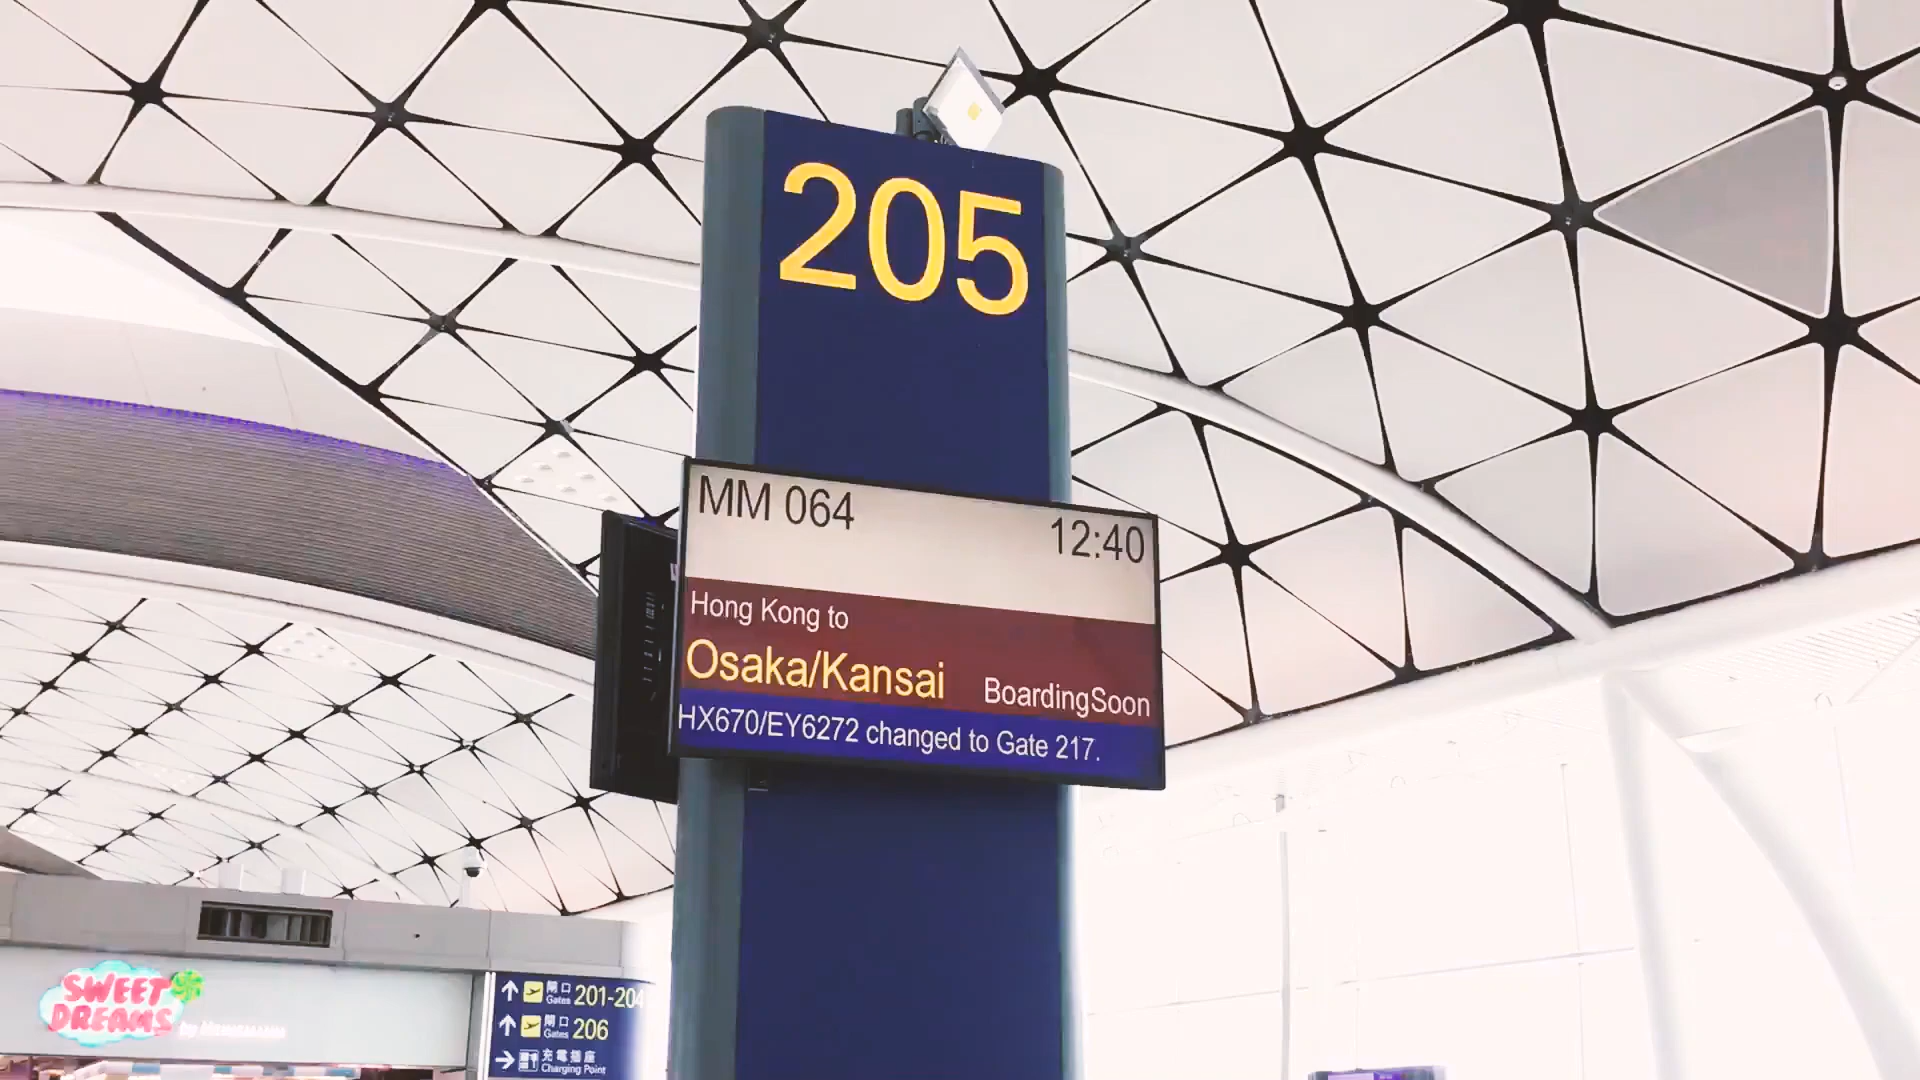 205
MM 064
12:40
Hong Kong to
Osaka/Kansai
BoardingSoon
HX670/EY6272 changed to Gate 217.
SWEET
DREAMS
閘口
Gates 201-204
閘口
Gates 206
充電插座
Charging Point